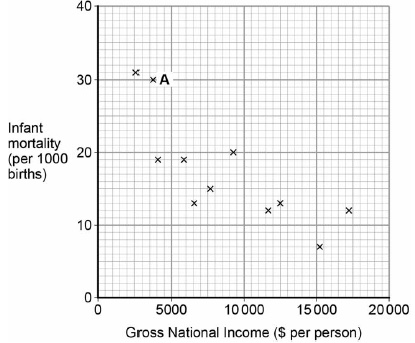 40
30
A
Infant
mortality
(per 1000
births)
20
10
0
0 5000 10 000 15 000 20 000
Gross National Income ($ per person)